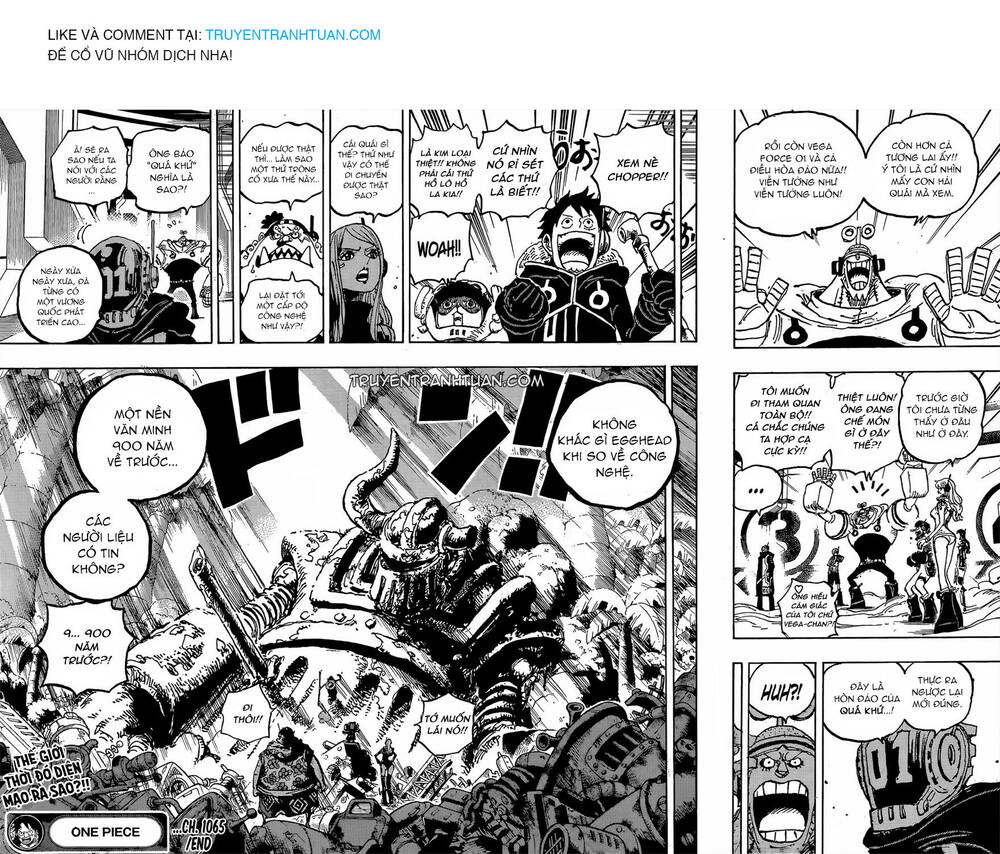 LIKE VÀ COMMENT TẠI: TRUYENTRANHTUAN.COM
ĐỂ CỔ VŨ NHÓM DỊCH NHA!
CÒN HƠN CẢ
TƯƠNG LAI ẤY!!
Ý TÔI LÀ CỨ NHÌN
MẤY CON HẢI
QUÁI MÀ XEM.
RỒI CÒN VEGA
FORCE 01 VÀ CẢ
ĐIỀU HÒA ĐẢO NỮA!!
VIỄN TƯỞNG NHƯ
VIỄN TƯỞNG LUÔN!
TRƯỚC GIỜ
TÔI CHƯA TỪNG
THẤY Ở ĐÂU
NHƯ Ở ĐÂY.
THIỆT LUÔN!
ÔNG ĐANG
CHẾ MÓN
GÌ Ở ĐÂY
THẾ?!
TÔI MUỐN
ĐI THAM QUAN
TOÀN BỘ!!
CÁ CHẮC CHÚNG
TA HỢP CẠ
CỰC KỲ!!
...
3
ÔNG HIỂU
CẢM GIÁC
CỦA TÔI CHỨ
VEGA-CHAN?!
THỰC RA
NGƯỢC LẠI
MỚI ĐÚNG.
ĐÂY LÀ
HÒN ĐẢO CỦA
QUÁ KHỨ...!
01
HUH?!
XEM NÈ
CHOPPER!!
CỨ NHÌN
NÓ RỈ SÉT
CÁC THỨ
LÀ BIẾT!!
LÀ KIM LOẠI
THIỆT!! KHÔNG
PHẢI CÁI THỨ
HỒ LÔ HỒ
LA KIA!!
WOAH!!
CÁI QUÁI GÌ
THẾ? THỨ NHƯ
VẬY CÓ THỂ
DI CHUYỂN
ĐƯỢC THẬT
SAO?
NẾU ĐƯỢC THẬT
THÌ... LÀM SAO
MỘT THỨ TRÔNG
CỔ XƯA THẾ NÀY...
LẠI ĐẠT TỚI
MỘT CẤP ĐỘ
CÔNG NGHỆ
NHƯ VẬY?!
ÔNG BẢO
"QUÁ KHỨ"
NGHĨA LÀ
SAO?!
À! SẼ RA
SAO NẾU TA
NÓI VỚI CÁC
NGƯỜI RẰNG
...
01
NGÀY XỬA
NGÀY XƯA, ĐÃ
TỪNG CÓ
MỘT VƯƠNG
QUỐC PHÁT
TRIỂN CAO...
TRUYENTRANHTUAN.COM
KHÔNG
KHÁC GÌ EGGHEAD
KHI SO VỀ CÔNG
NGHỆ.
MỘT NỀN
VĂN MINH
900 NĂM
VỀ TRƯỚC...
CÁC
NGƯỜI LIỆU
CÓ TIN
KHÔNG?
9... 900
NĂM
TRƯỚC?!
TỚ MUỐN
LÁI NÓ!!
ĐI
THÔI!!
THẾ GIỚI
THỜI ĐÓ DIỆN
MẠO RA SAO?!!
ONE PIECE
...CH. 1065
/END